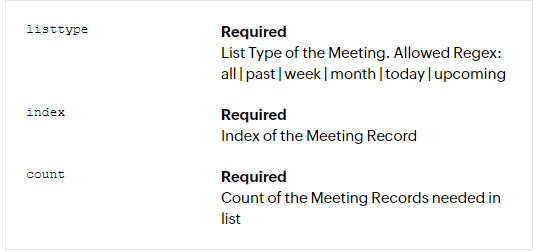 listtype
Required
List Type of the Meeting. Allowed Regex:
all | past | week | month | today | upcoming
index
Required
Index of the Meeting Record
count
Required
Count of the Meeting Records needed in
list